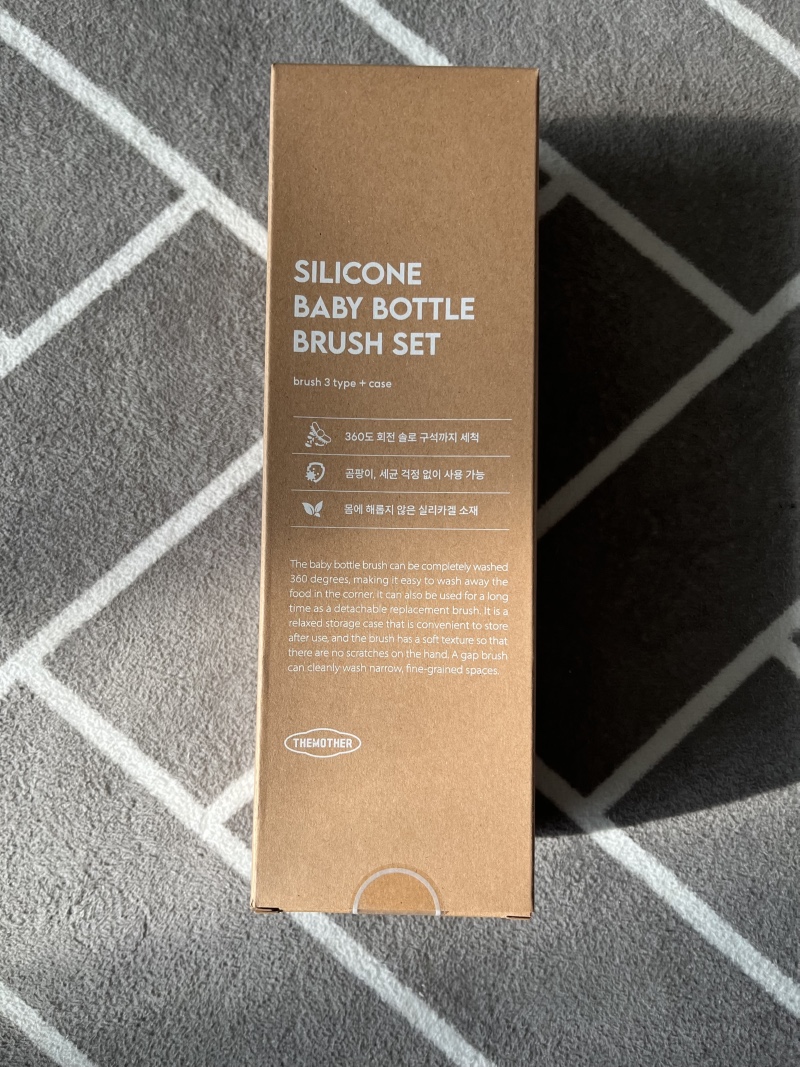 SILICONE
BABY BOTTLE
BRUSH SET
brush 3 type + case
360도 회전 솔로 구석까지 세척
곰팡이, 세균 걱정 없이 사용 가능
몸에 해롭지 않은 실리카겔 소재
The baby bottle brush can be completely washed
360 degrees, making it easy to wash away the
food in the corner. It can also be used for a long
time as a detachable replacement brush. It is a
relaxed storage case that is convenient to store
after use, and the brush has a soft texture so that
there are no scratches on the hand. A gap brush
can cleanly wash narrow, fine-grained spaces.
THEMOTHER